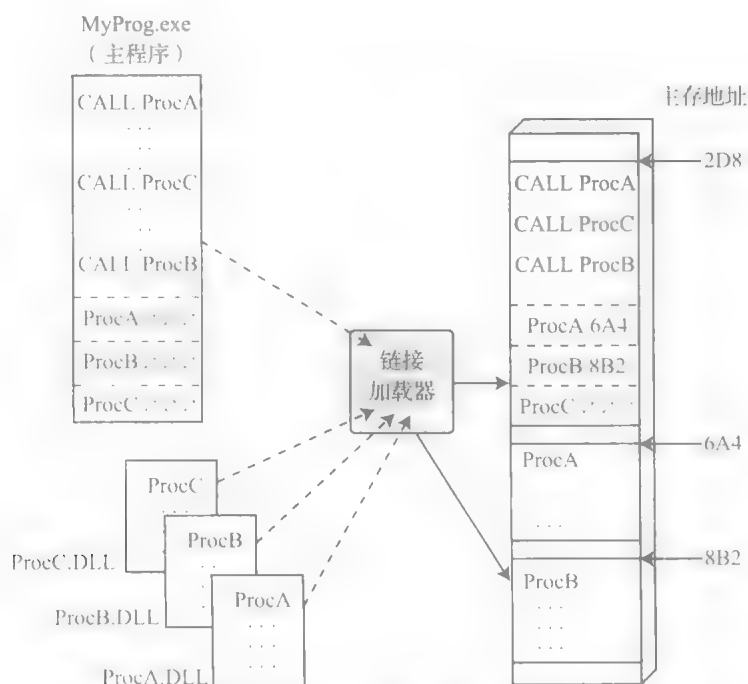 MyProg.exe
（主程序）
CALL ProcA
. . .
. . .
CALL ProcC
. . .
. .
CALL ProcB
ProcA . . . .
ProcB . . . .
ProcC . . . .
ProcC
. . .
ProcC.DLL
ProcB
. .
. .
ProcB.DLL
ProcA
. . .
. . .
. . .
ProcA.DLL
链接
加载器
主存地址
2D8
CALL ProcA
CALL ProcC
CALL ProcB
ProcA 6A4
ProcB 8B2
ProcC . . . .
6A4
ProcA
. . .
8B2
ProcB
. . .
. . .
. . .